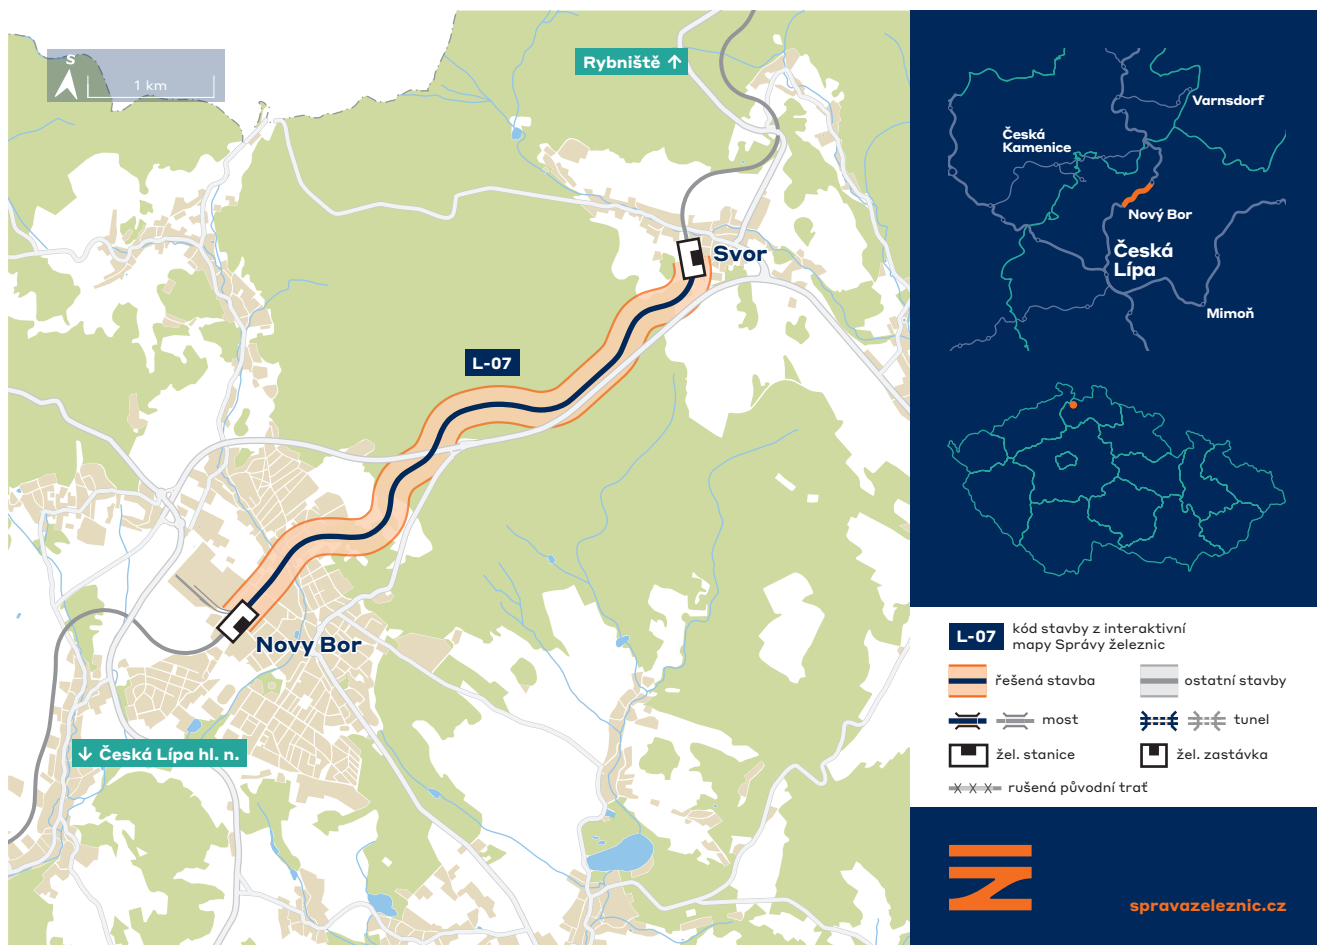 S
1 km
Rybniště ↑
Svor
L-07
Novy Bor
↓ Česká Lípa hl. n.
Varnsdorf
Česká
Kamenice
Nový Bor
Česká
Lípa
Mimoň
L-07
kód stavby z interaktivní
mapy Správy železnic
řešená stavba
ostatní stavby
most
tunel
žel. stanice
žel. zastávka
rušená původní trať
spravazeleznic.cz